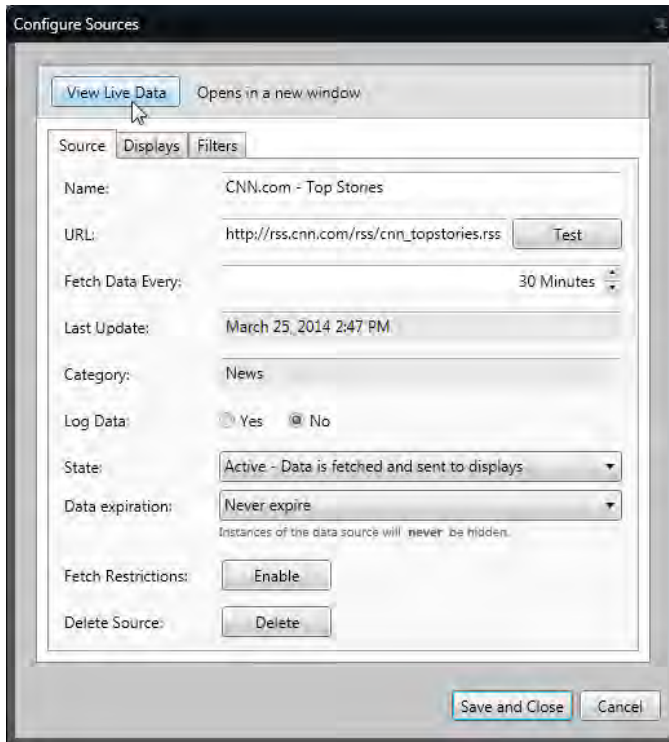 Configure Sources
View Live Data Opens in a new window
Source Displays Filters
Name: CNN.com - Top Stories
URL: http://rss.cnn.com/rss/cnn_topstories.rss Test
Fetch Data Every: 30 Minutes
Last Update: March 25, 2014 2:47 PM
Category: News
Log Data: Yes No
State: Active - Data is fetched and sent to displays
Data expiration: Never expire
Instances of the data source will never be hidden.
Fetch Restrictions: Enable
Delete Source: Delete
Save and Close Cancel